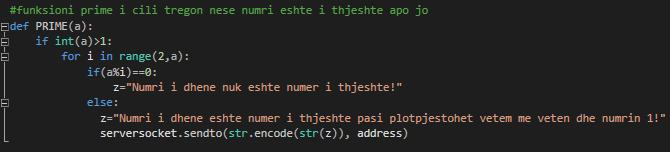 #funksioni prime i cili tregon nese numri eshte i thjeshte apo jo
def PRIME(a):
if int(a)>1:
for i in range(2,a):
if(a%i)==0:
z="Numri i dhene nuk eshte numer i thjeshte!"
else:
z="Numri i dhene eshte numer i thjeshte pasi plotpjestohet vetem me veten dhe numrin 1!"
serversocket.sendto(str.encode(str(z)), address)